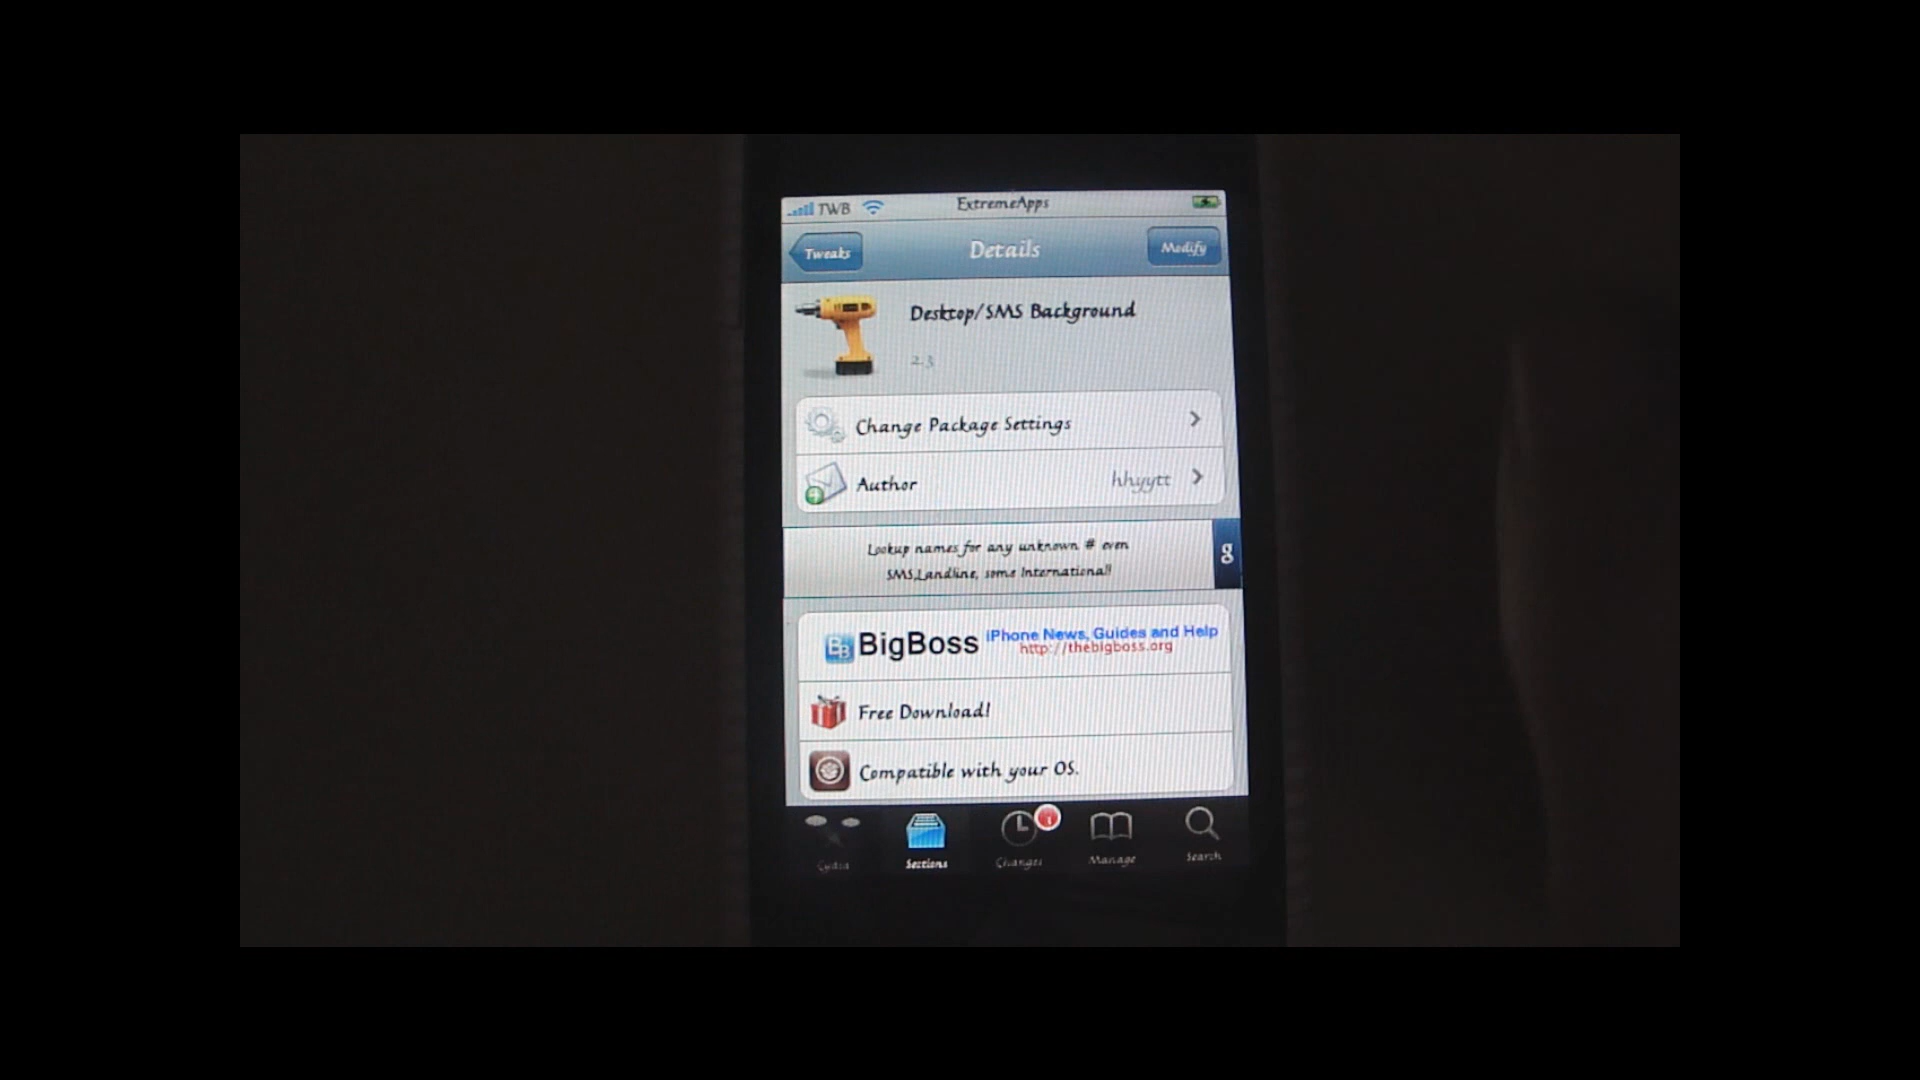 TWB
ExtremeApps
Tweaks
Details
Modify
Desktop/SMS Background
2.3
Change Package Settings
Author
hhyytt
Lookup names for any unknown # even
SMS,Landline, some International!
g
BB
BigBoss
iPhone News, Guides and Help
http://thebigboss.org
Free Download!
Compatible with your OS.
Cydia
Sections
Changes
Manage
Search